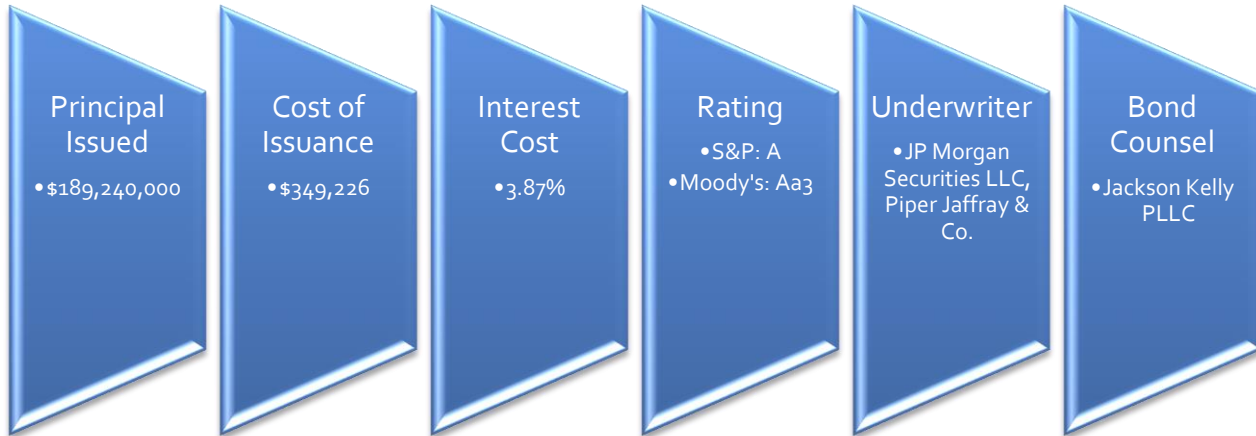 Principal
Issued
•$189,240,000
Cost of
Issuance
•$349,226
Interest
Cost
•3.87%
Rating
•S&P: A
•Moody's: Aa3
Underwriter
•JP Morgan
Securities LLC,
Piper Jaffray &
Co.
Bond
Counsel
•Jackson Kelly
PLLC